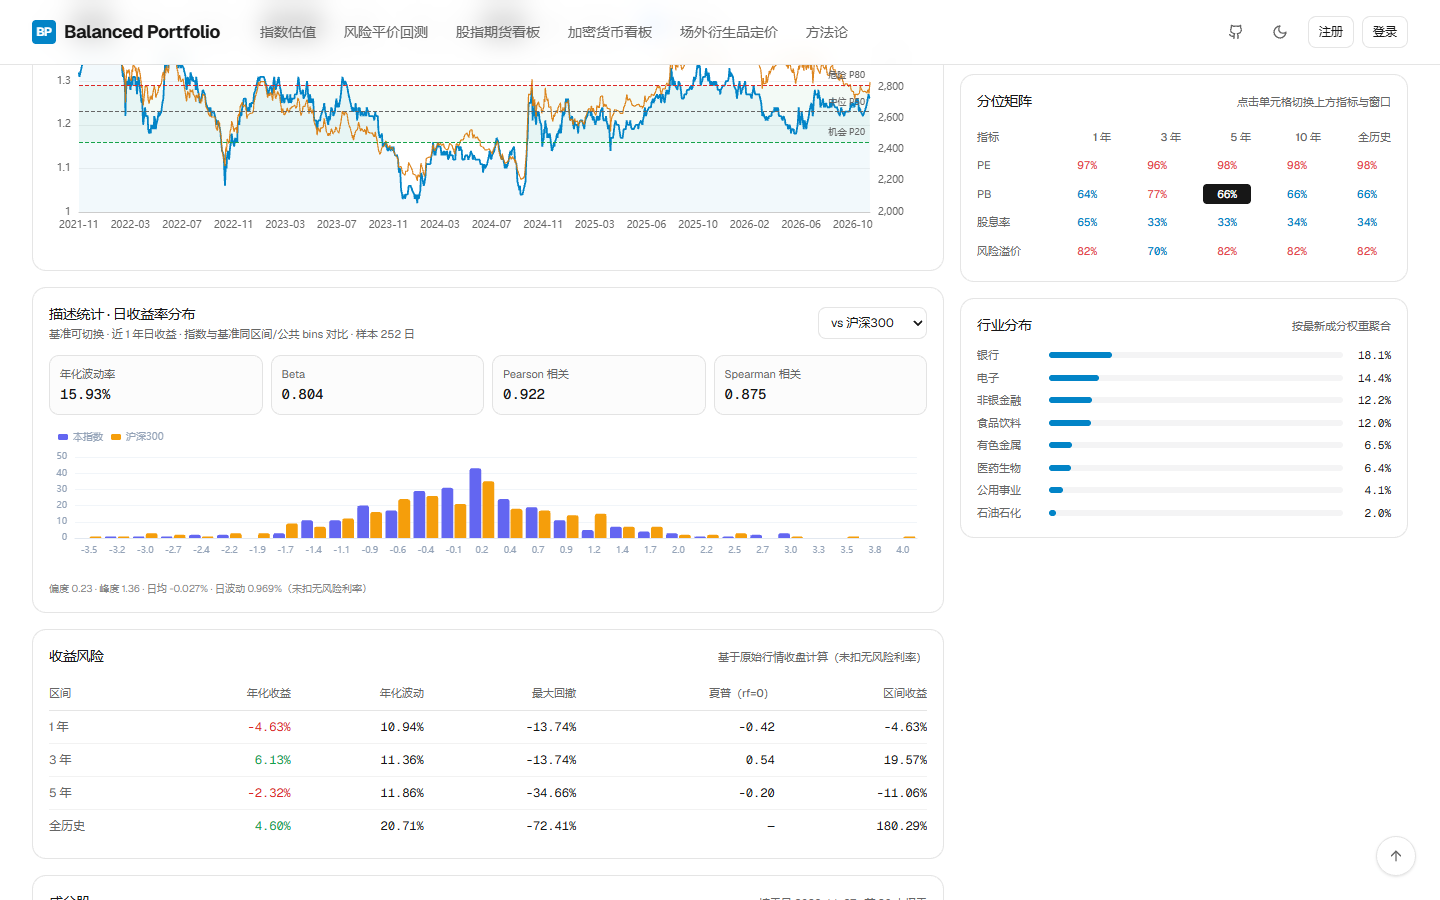 BP Balanced Portfolio 指数估值 风险平价回测 股指期货看板 加密货币看板 场外衍生品定价 方法论 注册 登录
危险 P80
中位 P50
机会 P20
1.3
1.2
1.1
1
2,800
2,600
2,400
2,200
2,000
2021-11 2022-03 2022-07 2022-11 2023-03 2023-07 2023-11 2024-03 2024-07 2024-11 2025-03 2025-06 2025-10 2026-02 2026-06 2026-10
描述统计 · 日收益率分布
基准可切换 · 近 1 年日收益 · 指数与基准同区间/公共 bins 对比 · 样本 252 日
vs 沪深300
年化波动率 Beta Pearson 相关 Spearman 相关
15.93% 0.804 0.922 0.875
本指数 沪深300
50
40
30
20
10
0
-3.5 -3.2 -3.0 -2.7 -2.4 -2.2 -1.9 -1.7 -1.4 -1.1 -0.9 -0.6 -0.4 -0.1 0.2 0.4 0.7 0.9 1.2 1.4 1.7 2.0 2.2 2.5 2.7 3.0 3.3 3.5 3.8 4.0
偏度 0.23 · 峰度 1.36 · 日均 -0.027% · 日波动 0.969%（未扣无风险利率）
收益风险 基于原始行情收盘计算（未扣无风险利率）
区间 年化收益 年化波动 最大回撤 夏普（rf=0） 区间收益
1 年 -4.63% 10.94% -13.74% -0.42 -4.63%
3 年 6.13% 11.36% -13.74% 0.54 19.57%
5 年 -2.32% 11.86% -34.66% -0.20 -11.06%
全历史 4.60% 20.71% -72.41% — 180.29%
分位矩阵 点击单元格切换上方指标与窗口
指标 1 年 3 年 5 年 10 年 全历史
PE 97% 96% 98% 98% 98%
PB 64% 77% 66% 66% 66%
股息率 65% 33% 33% 34% 34%
风险溢价 82% 70% 82% 82% 82%
行业分布 按最新成分权重聚合
银行 18.1%
电子 14.4%
非银金融 12.2%
食品饮料 12.0%
有色金属 6.5%
医药生物 6.4%
公用事业 4.1%
石油石化 2.0%